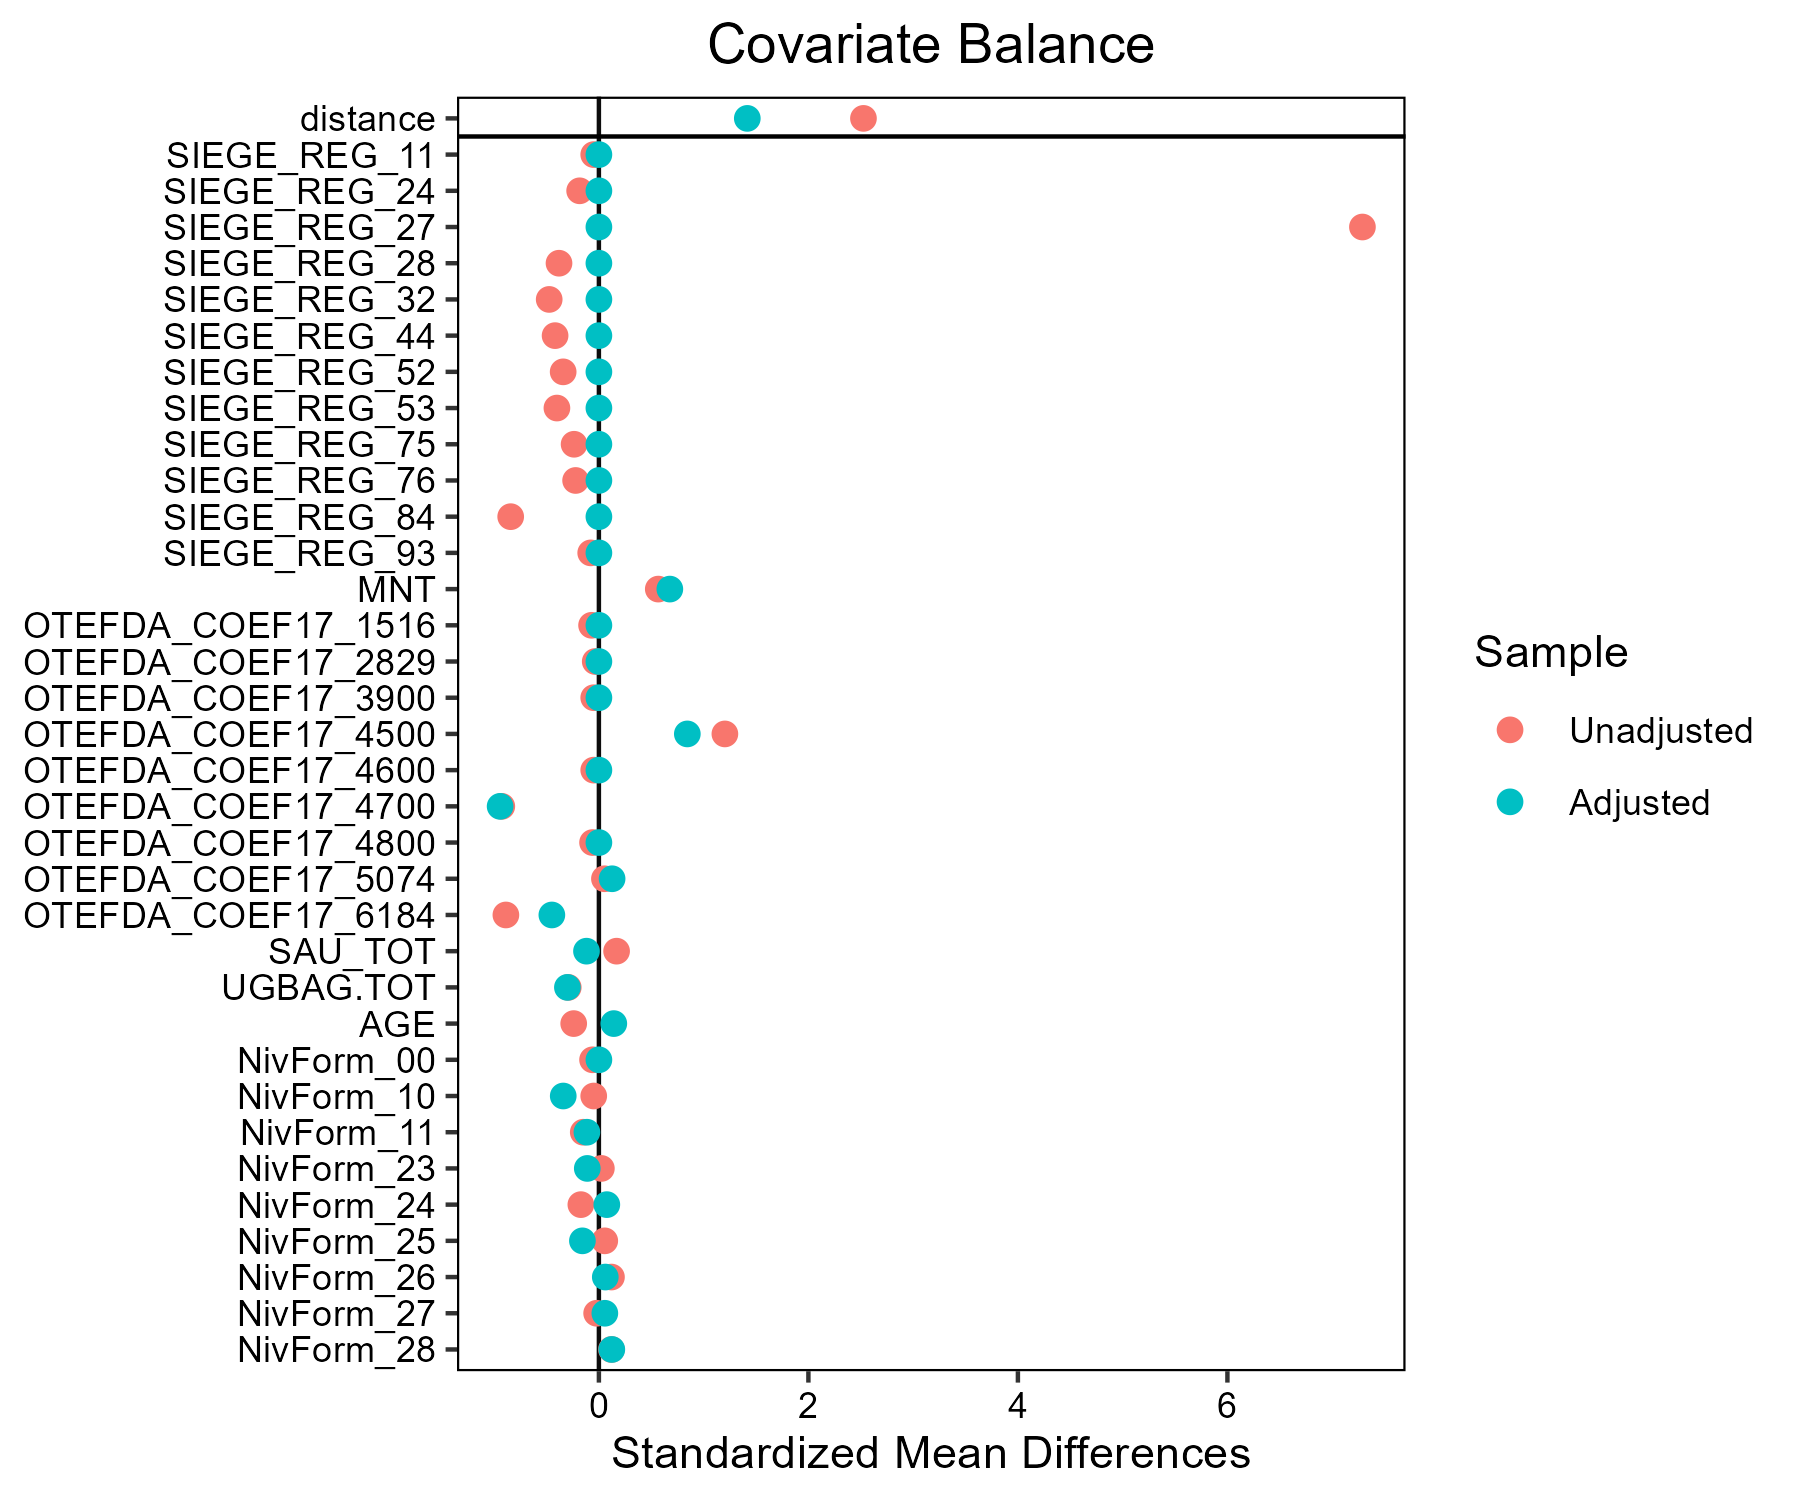 Covariate Balance
distance
SIEGE_REG_11
SIEGE_REG_24
SIEGE_REG_27
SIEGE_REG_28
SIEGE_REG_32
SIEGE_REG_44
SIEGE_REG_52
SIEGE_REG_53
SIEGE_REG_75
SIEGE_REG_76
SIEGE_REG_84
SIEGE_REG_93
MNT
OTEFDA_COEF17_1516
OTEFDA_COEF17_2829
OTEFDA_COEF17_3900
OTEFDA_COEF17_4500
OTEFDA_COEF17_4600
OTEFDA_COEF17_4700
OTEFDA_COEF17_4800
OTEFDA_COEF17_5074
OTEFDA_COEF17_6184
SAU_TOT
UGBAG.TOT
AGE
NivForm_00
NivForm_10
NivForm_11
NivForm_23
NivForm_24
NivForm_25
NivForm_26
NivForm_27
NivForm_28
0 2 4 6
Standardized Mean Differences
Sample
Unadjusted
Adjusted